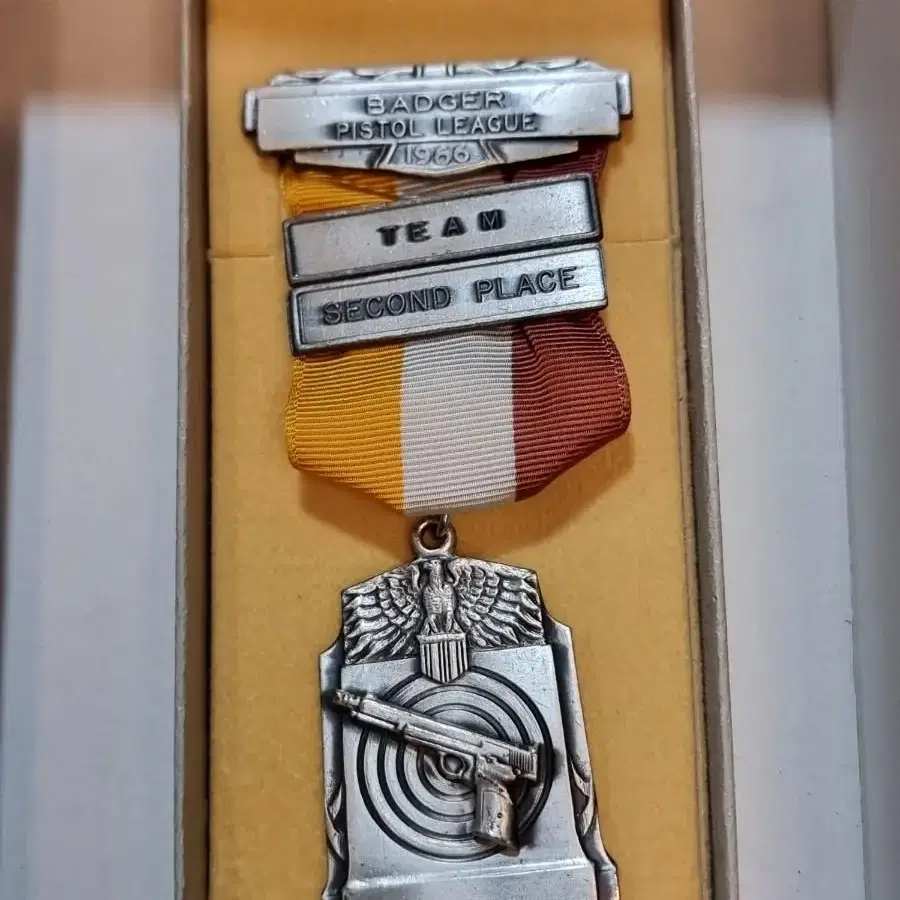 BADGER
PISTOL LEAGUE
1966
TEAM
SECOND PLACE